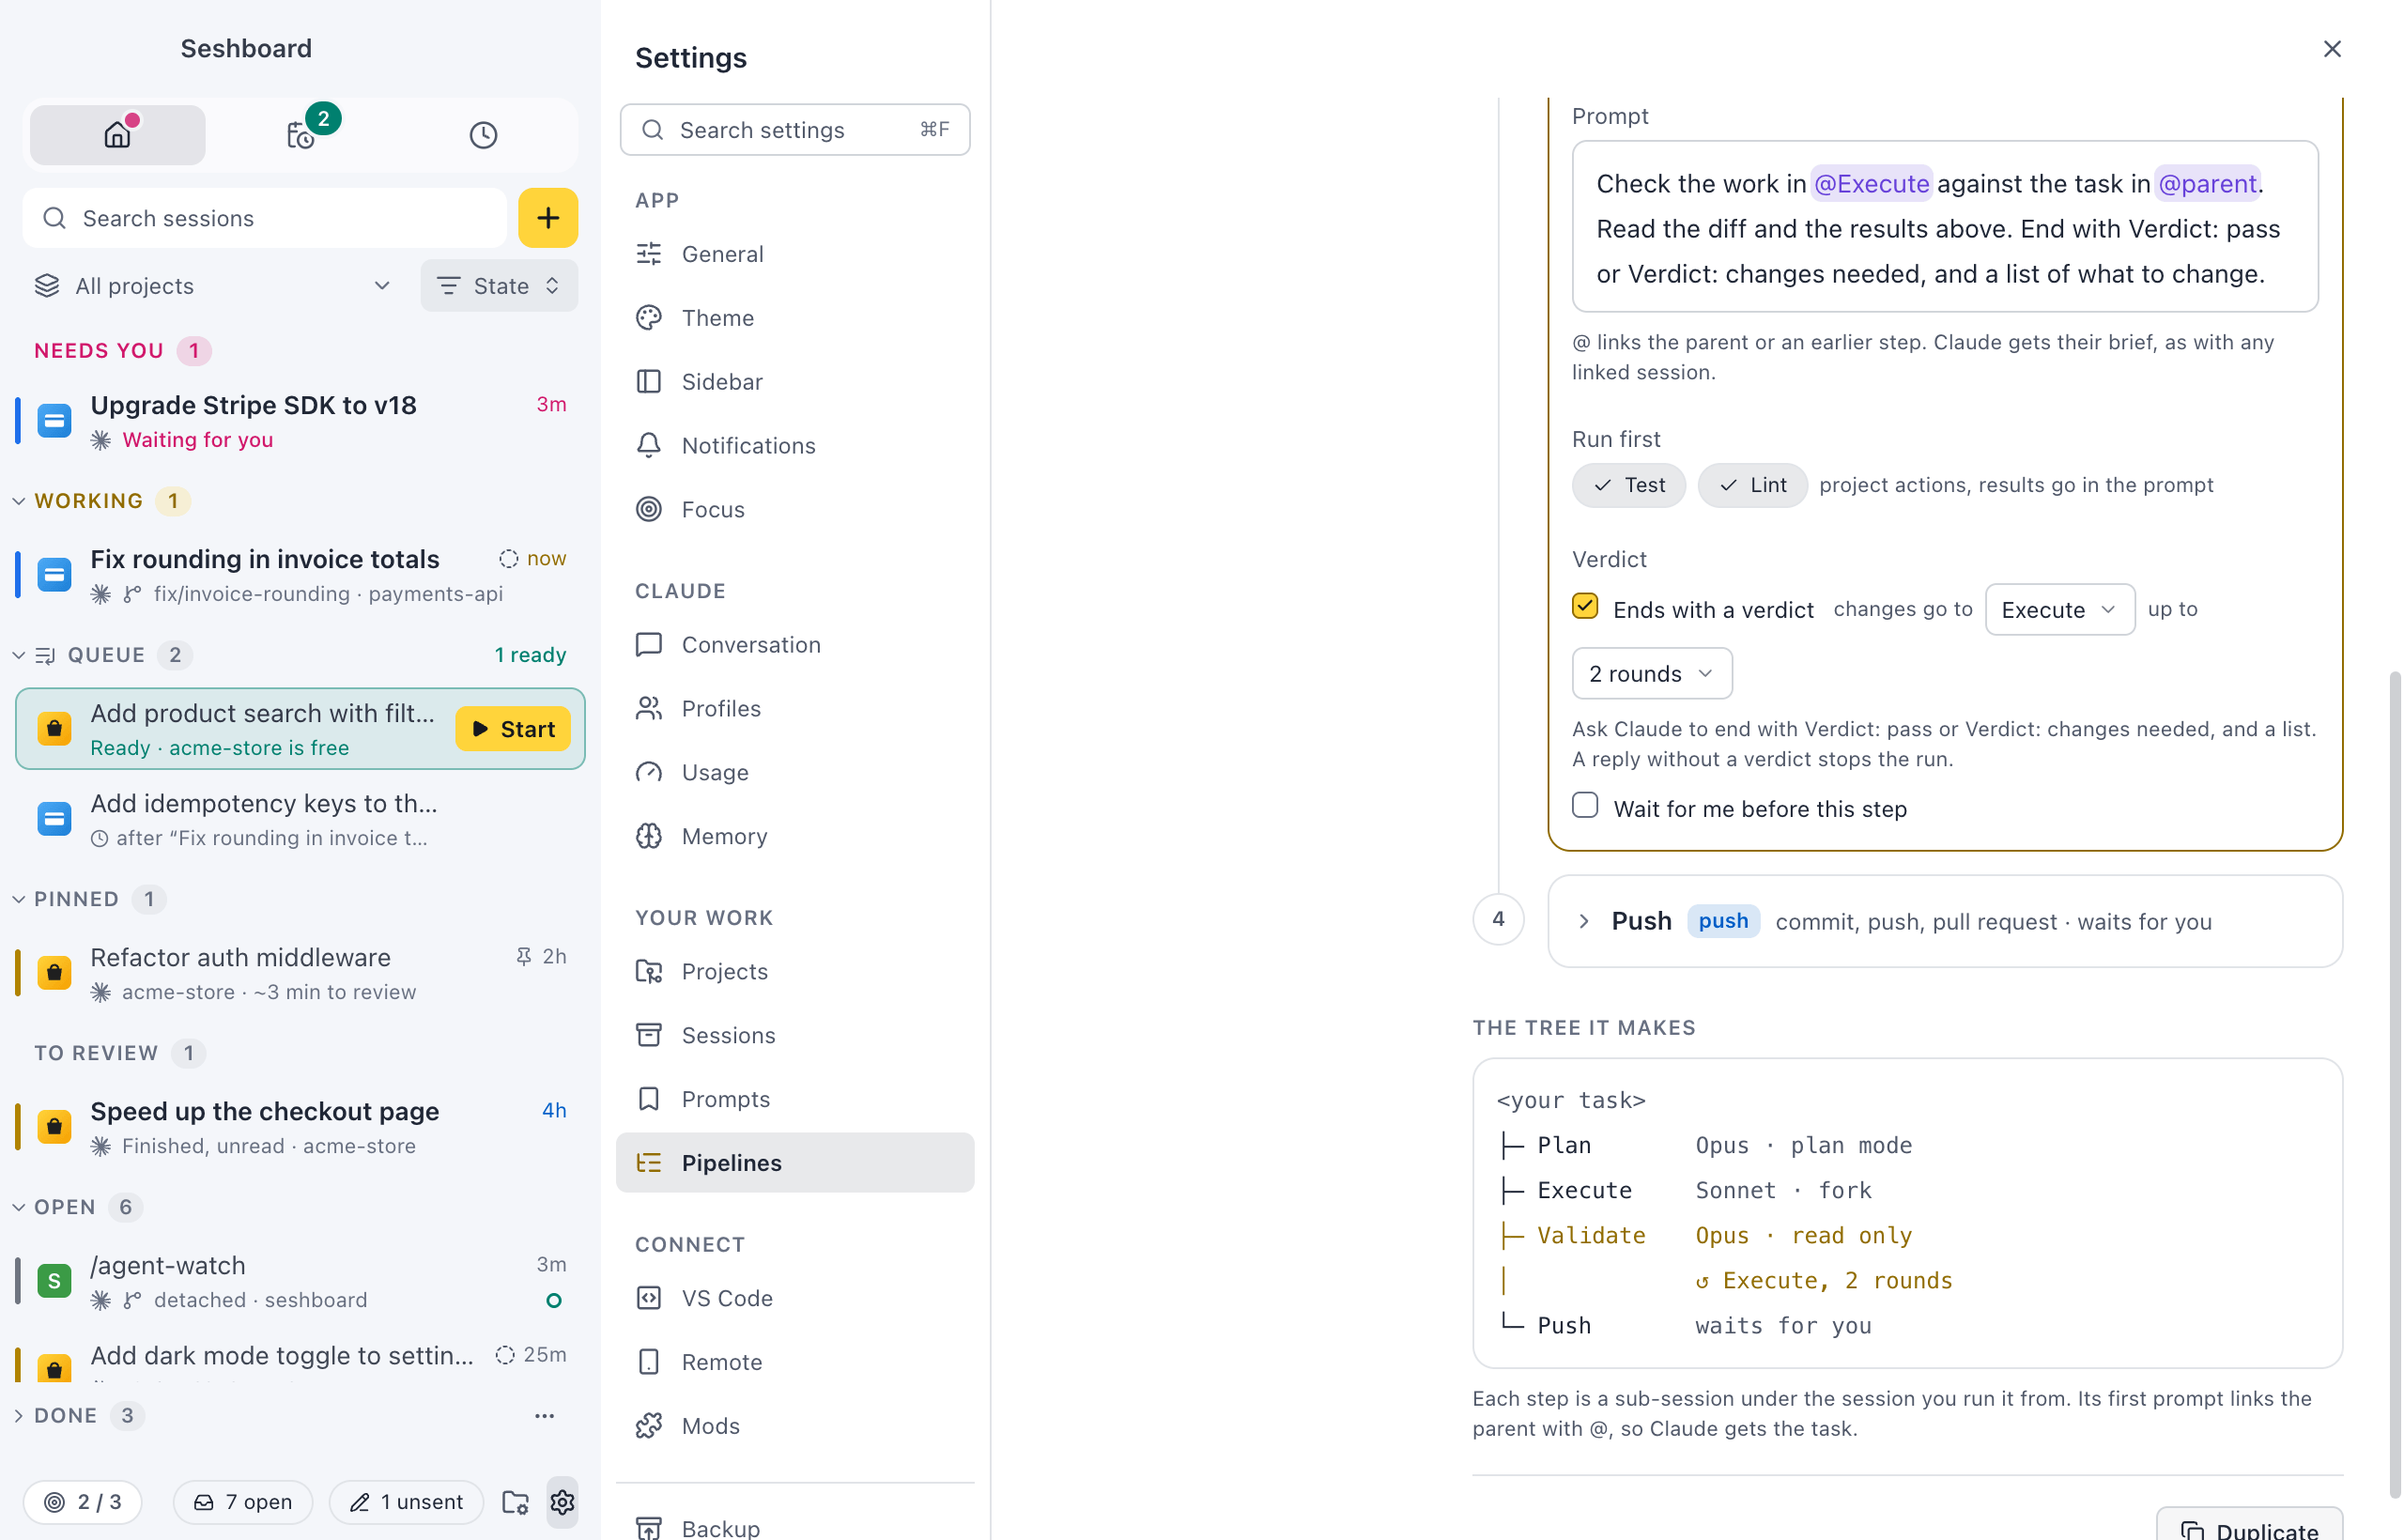 Seshboard
2
Search sessions
All projects
State
NEEDS YOU 1
Upgrade Stripe SDK to v18 3m
Waiting for you
WORKING 1
Fix rounding in invoice totals now
fix/invoice-rounding · payments-api
QUEUE 2 1 ready
Add product search with filt...
Ready · acme-store is free
Start
Add idempotency keys to th...
after “Fix rounding in invoice t...
PINNED 1
Refactor auth middleware 2h
acme-store · ~3 min to review
TO REVIEW 1
Speed up the checkout page 4h
Finished, unread · acme-store
OPEN 6
S
/agent-watch 3m
detached · seshboard
Add dark mode toggle to settin... 25m
DONE 3
2 / 3
7 open
1 unsent
Settings
Search settings ⌘F
APP
General
Theme
Sidebar
Notifications
Focus
CLAUDE
Conversation
Profiles
Usage
Memory
YOUR WORK
Projects
Sessions
Prompts
Pipelines
CONNECT
VS Code
Remote
Mods
Backup
Prompt
Check the work in @Execute against the task in @parent.
Read the diff and the results above. End with Verdict: pass
or Verdict: changes needed, and a list of what to change.
@ links the parent or an earlier step. Claude gets their brief, as with any
linked session.
Run first
Test Lint project actions, results go in the prompt
Verdict
Ends with a verdict changes go to Execute up to
2 rounds
Ask Claude to end with Verdict: pass or Verdict: changes needed, and a list.
A reply without a verdict stops the run.
Wait for me before this step
4
Push push commit, push, pull request · waits for you
THE TREE IT MAKES
<your task>
├─ Plan Opus · plan mode
├─ Execute Sonnet · fork
├─ Validate Opus · read only
│ ↺ Execute, 2 rounds
└─ Push waits for you
Each step is a sub-session under the session you run it from. Its first prompt links the
parent with @, so Claude gets the task.
Duplicate